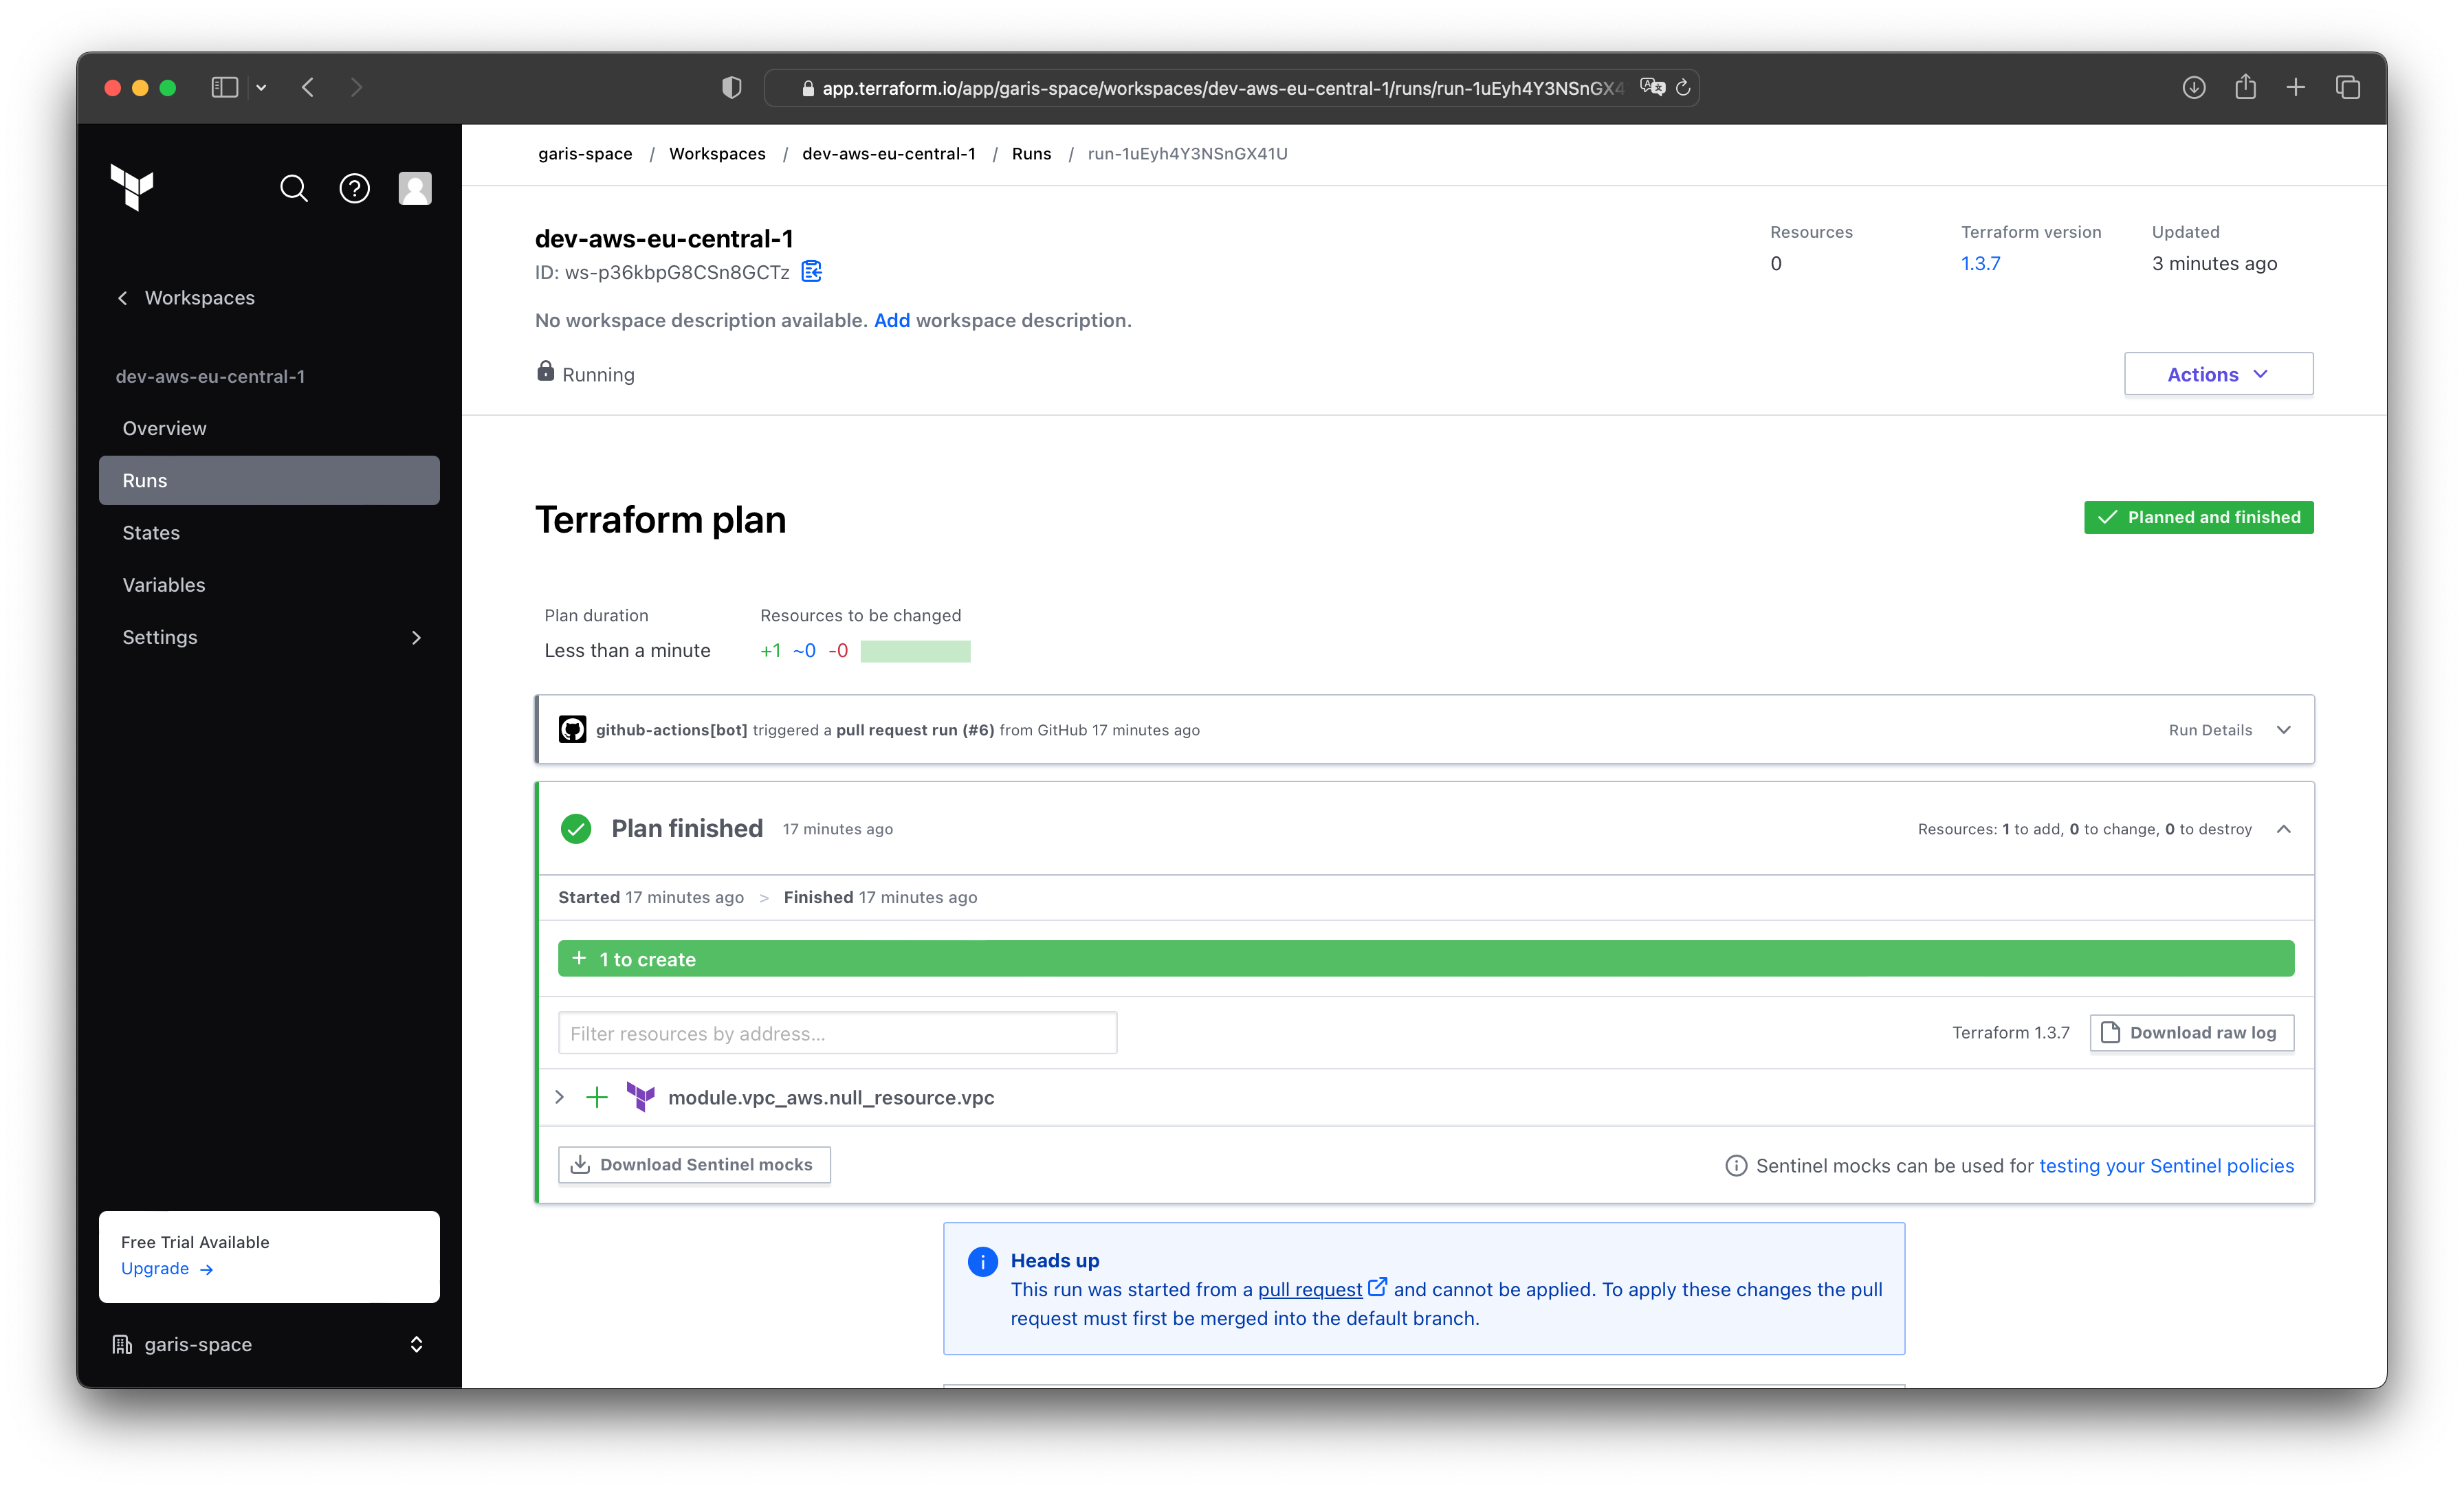 app.terraform.io/app/garis-space/workspaces/dev-aws-eu-central-1/runs/run-1uEyh4Y3NSnGX4
garis-space / Workspaces / dev-aws-eu-central-1 / Runs / run-1uEyh4Y3NSnGX41U
Workspaces
dev-aws-eu-central-1
Overview
Runs
States
Variables
Settings
Free Trial Available
Upgrade →
garis-space
dev-aws-eu-central-1
ID: ws-p36kbpG8CSn8GCTz
No workspace description available. Add workspace description.
Running
Resources
0
Terraform version
1.3.7
Updated
3 minutes ago
Actions
Terraform plan
Planned and finished
Plan duration
Less than a minute
Resources to be changed
+1 ~0 -0
github-actions[bot] triggered a pull request run (#6) from GitHub 17 minutes ago
Run Details
Plan finished 17 minutes ago
Resources: 1 to add, 0 to change, 0 to destroy
Started 17 minutes ago > Finished 17 minutes ago
+ 1 to create
Filter resources by address...
Terraform 1.3.7
Download raw log
+ module.vpc_aws.null_resource.vpc
Download Sentinel mocks
Sentinel mocks can be used for testing your Sentinel policies
Heads up
This run was started from a pull request and cannot be applied. To apply these changes the pull
request must first be merged into the default branch.